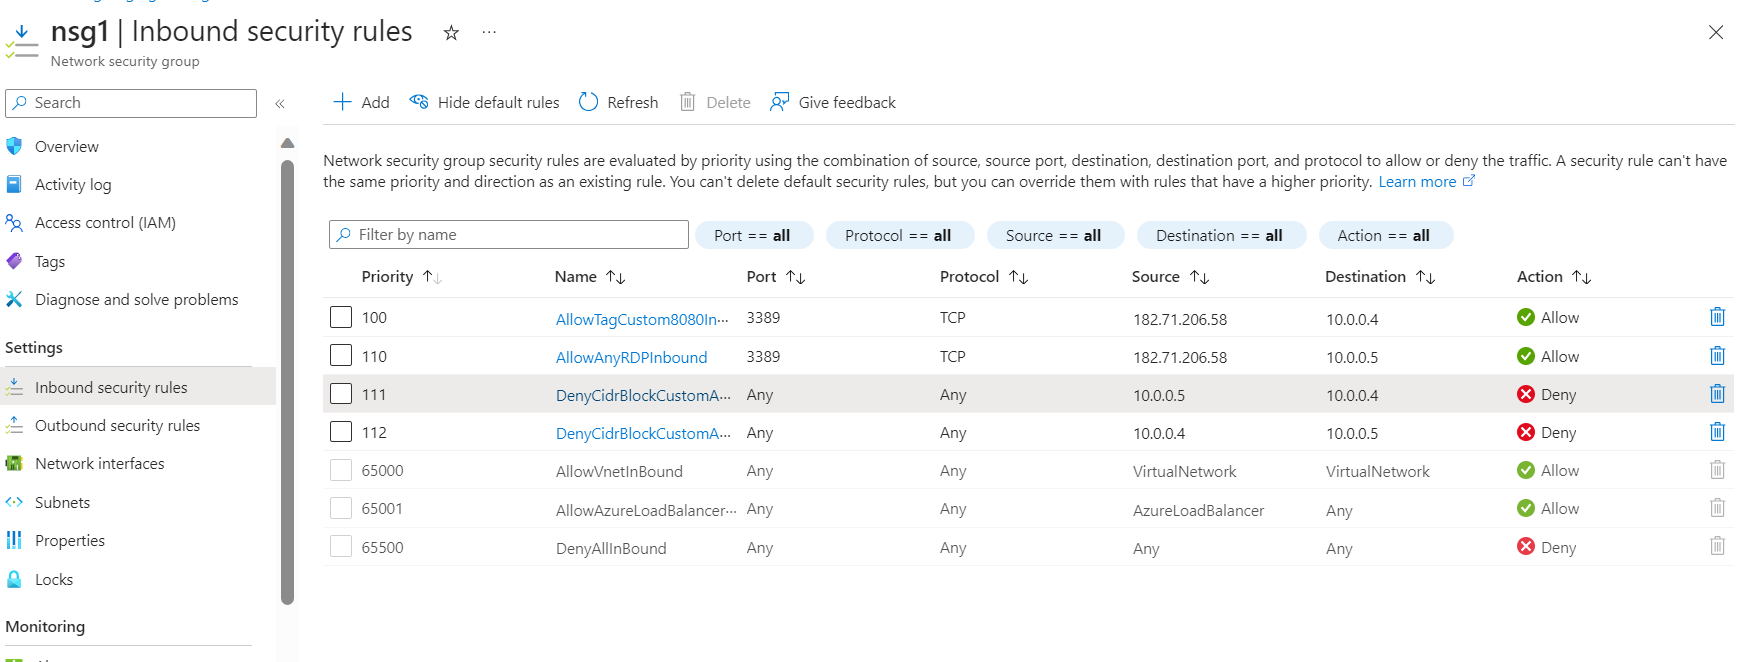 nsg1 | Inbound security rules
Network security group
Search
Overview
Activity log
Access control (IAM)
Tags
Diagnose and solve problems
Settings
Inbound security rules
Outbound security rules
Network interfaces
Subnets
Properties
Locks
Monitoring
Add Hide default rules Refresh Delete Give feedback
Network security group security rules are evaluated by priority using the combination of source, source port, destination, destination port, and protocol to allow or deny the traffic. A security rule can't have
the same priority and direction as an existing rule. You can't delete default security rules, but you can override them with rules that have a higher priority. Learn more
Filter by name Port == all Protocol == all Source == all Destination == all Action == all
Priority Name Port Protocol Source Destination Action
100 AllowTagCustom8080In... 3389 TCP 182.71.206.58 10.0.0.4 Allow
110 AllowAnyRDPInbound 3389 TCP 182.71.206.58 10.0.0.5 Allow
111 DenyCidrBlockCustomA... Any Any 10.0.0.5 10.0.0.4 Deny
112 DenyCidrBlockCustomA... Any Any 10.0.0.4 10.0.0.5 Deny
65000 AllowVnetInBound Any Any VirtualNetwork VirtualNetwork Allow
65001 AllowAzureLoadBalancer... Any Any AzureLoadBalancer Any Allow
65500 DenyAllInBound Any Any Any Any Deny